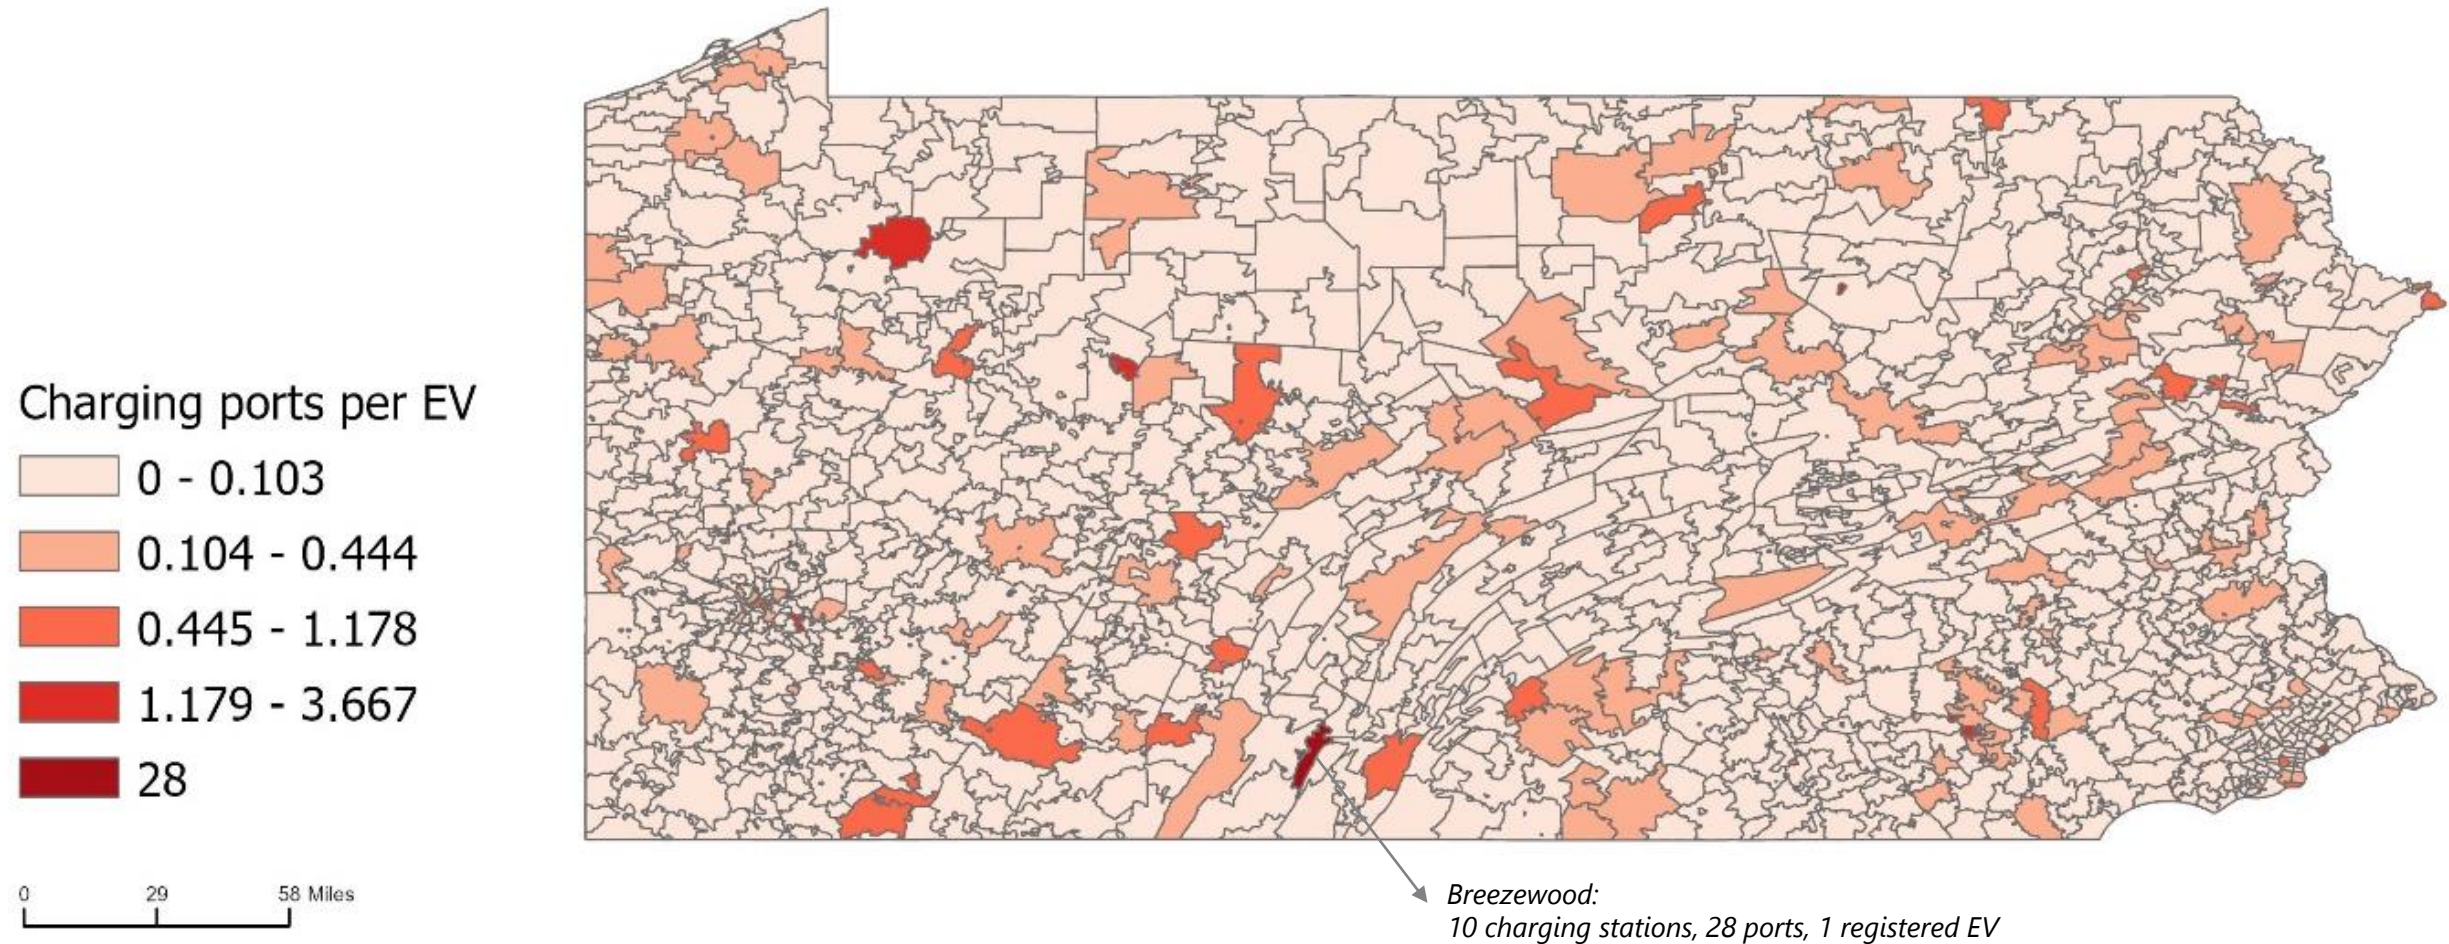 Charging ports per EV
0 - 0.103
0.104 - 0.444
0.445 - 1.178
1.179 - 3.667
28
0 29 58 Miles
Breezewood:
10 charging stations, 28 ports, 1 registered EV